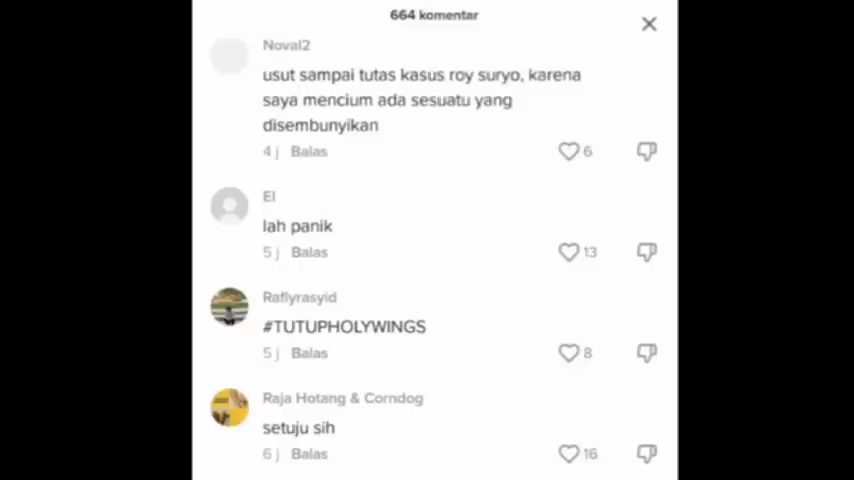 664 komentar
Noval2
usut sampai tutas kasus roy suryo, karena
saya mencium ada sesuatu yang
disembunyikan
4 j Balas
6
El
lah panik
5 j Balas
13
Raflyrasyid
#TUTUPHOLYWINGS
5 j Balas
8
Raja Hotang & Corndog
setuju sih
6 j Balas
16